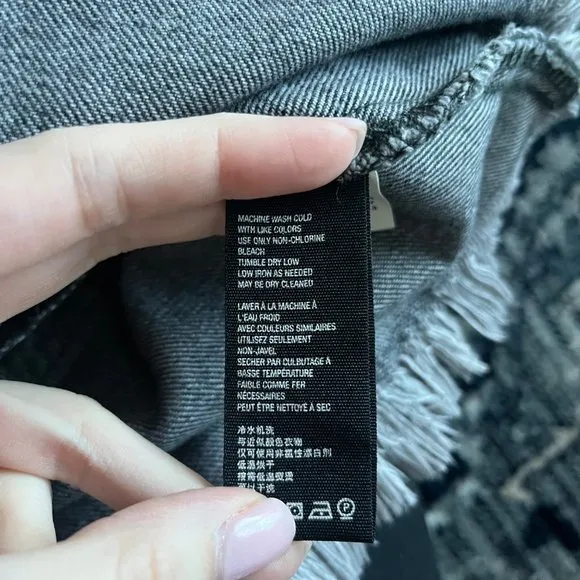 MACHINE WASH COLD
WITH LIKE COLORS
USE ONLY NON-CHLORINE
BLEACH
TUMBLE DRY LOW
LOW IRON AS NEEDED
MAY BE DRY CLEANED
LAVER À LA MACHINE À
L'EAU FROID
AVEC COULEURS SIMILAIRES
UTILISEZ SEULEMENT
NON-JAVEL
SECHER PAR CULBUTAGE À
BASSE TEMPÉRATURE
FAIBLE COMME FER
NÉCESSAIRES
PEUT ÊTRE NETTOYÉ À SEC
冷水机洗
与近似颜色衣物
仅可使用非氯性漂白剂
低温烘干
按需低温熨烫
可以干洗
P